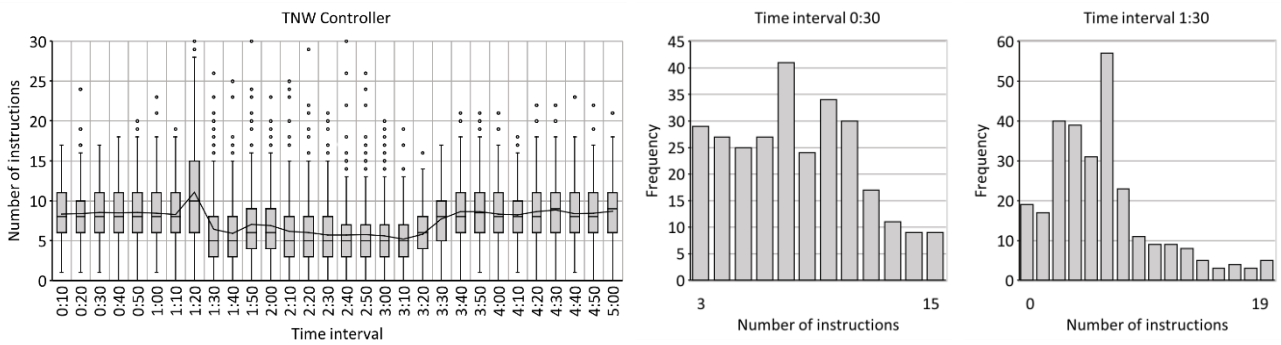 TNW Controller
Number of instructions
30
25
20
15
10
5
0
0:10 0:20 0:30 0:40 0:50 1:00 1:10 1:20 1:30 1:40 1:50 2:00 2:10 2:20 2:30 2:40 2:50 3:00 3:10 3:20 3:30 3:40 3:50 4:00 4:10 4:20 4:30 4:40 4:50 5:00
Time interval
Time interval 0:30
Frequency
45
40
35
30
25
20
15
10
5
0
3 15
Number of instructions
Time interval 1:30
Frequency
60
50
40
30
20
10
0
0 19
Number of instructions